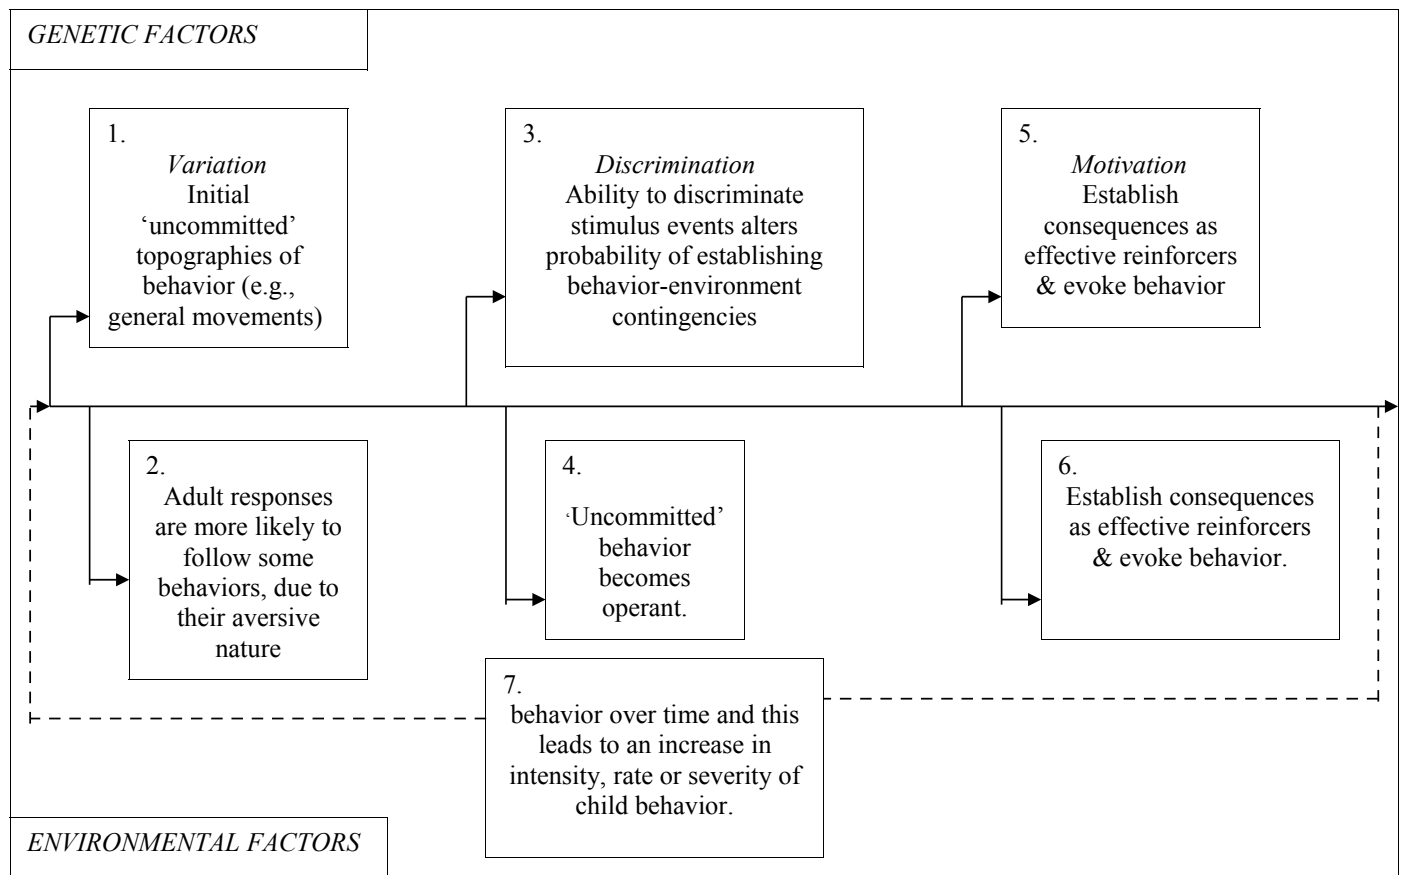 GENETIC FACTORS
1.
Variation
Initial
‘uncommitted’
topographies of
behavior (e.g.,
general movements)
3.
Discrimination
Ability to discriminate
stimulus events alters
probability of establishing
behavior-environment
contingencies
5.
Motivation
Establish
consequences as
effective reinforcers
& evoke behavior
2.
Adult responses
are more likely to
follow some
behaviors, due to
their aversive
nature
4.
‘Uncommitted’
behavior
becomes
operant.
6.
Establish consequences
as effective reinforcers
& evoke behavior.
7.
behavior over time and this
leads to an increase in
intensity, rate or severity of
child behavior.
ENVIRONMENTAL FACTORS